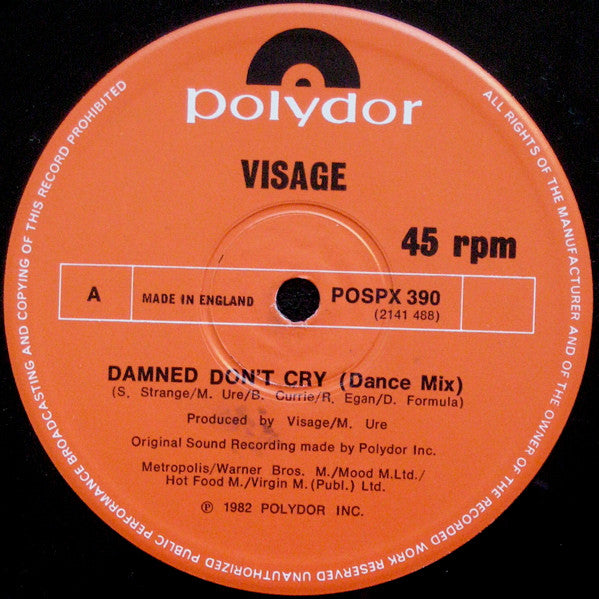 polydor
VISAGE
45 rpm
A
MADE IN ENGLAND
POSPX 390
(2141 488)
DAMNED DON'T CRY (Dance Mix)
(S. Strange/M. Ure/B. Currie/R. Egan/D. Formula)
Produced by Visage/M. Ure
Original Sound Recording made by Polydor Inc.
Metropolis/Warner Bros. M./Mood M.Ltd./
Hot Food M./Virgin M.(Publ.) Ltd.
℗ 1982 POLYDOR INC.
ALL RIGHTS OF THE MANUFACTURER AND OF THE OWNER OF THE RECORDED WORK RESERVED UNAUTHORIZED PUBLIC PERFORMANCE BROADCASTING AND COPYING OF THIS RECORD PROHIBITED